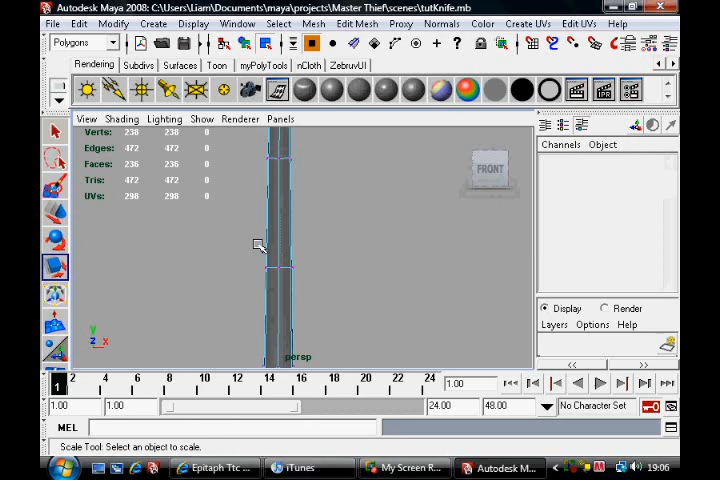 Autodesk Maya 2008: C:\Users\Liam\Documents\maya\projects\Master Thief\scenes\tutKnife.mb
File Edit Modify Create Display Window Select Mesh Edit Mesh Proxy Normals Color Create UVs Edit UVs Help
Polygons
Rendering Subdivs Surfaces Toon myPolyTools nCloth ZbruvUI
IPR
View Shading Lighting Show Renderer Panels
Channels Object
Verts: 238 238 0
Edges: 472 472 0
Faces: 236 236 0
Tris: 472 472 0
UVs: 298 298 0
FRONT
y
z x
persp
Display Render
Layers Options Help
<< >>
1 2 4 6 8 10 12 14 16 18 20 22 24 1.00
1.00 1.00 24.00 48.00 No Character Set
MEL
Scale Tool: Select an object to scale.
Epitaph Ttc ... iTunes My Screen R... Autodesk Ma... 19:06